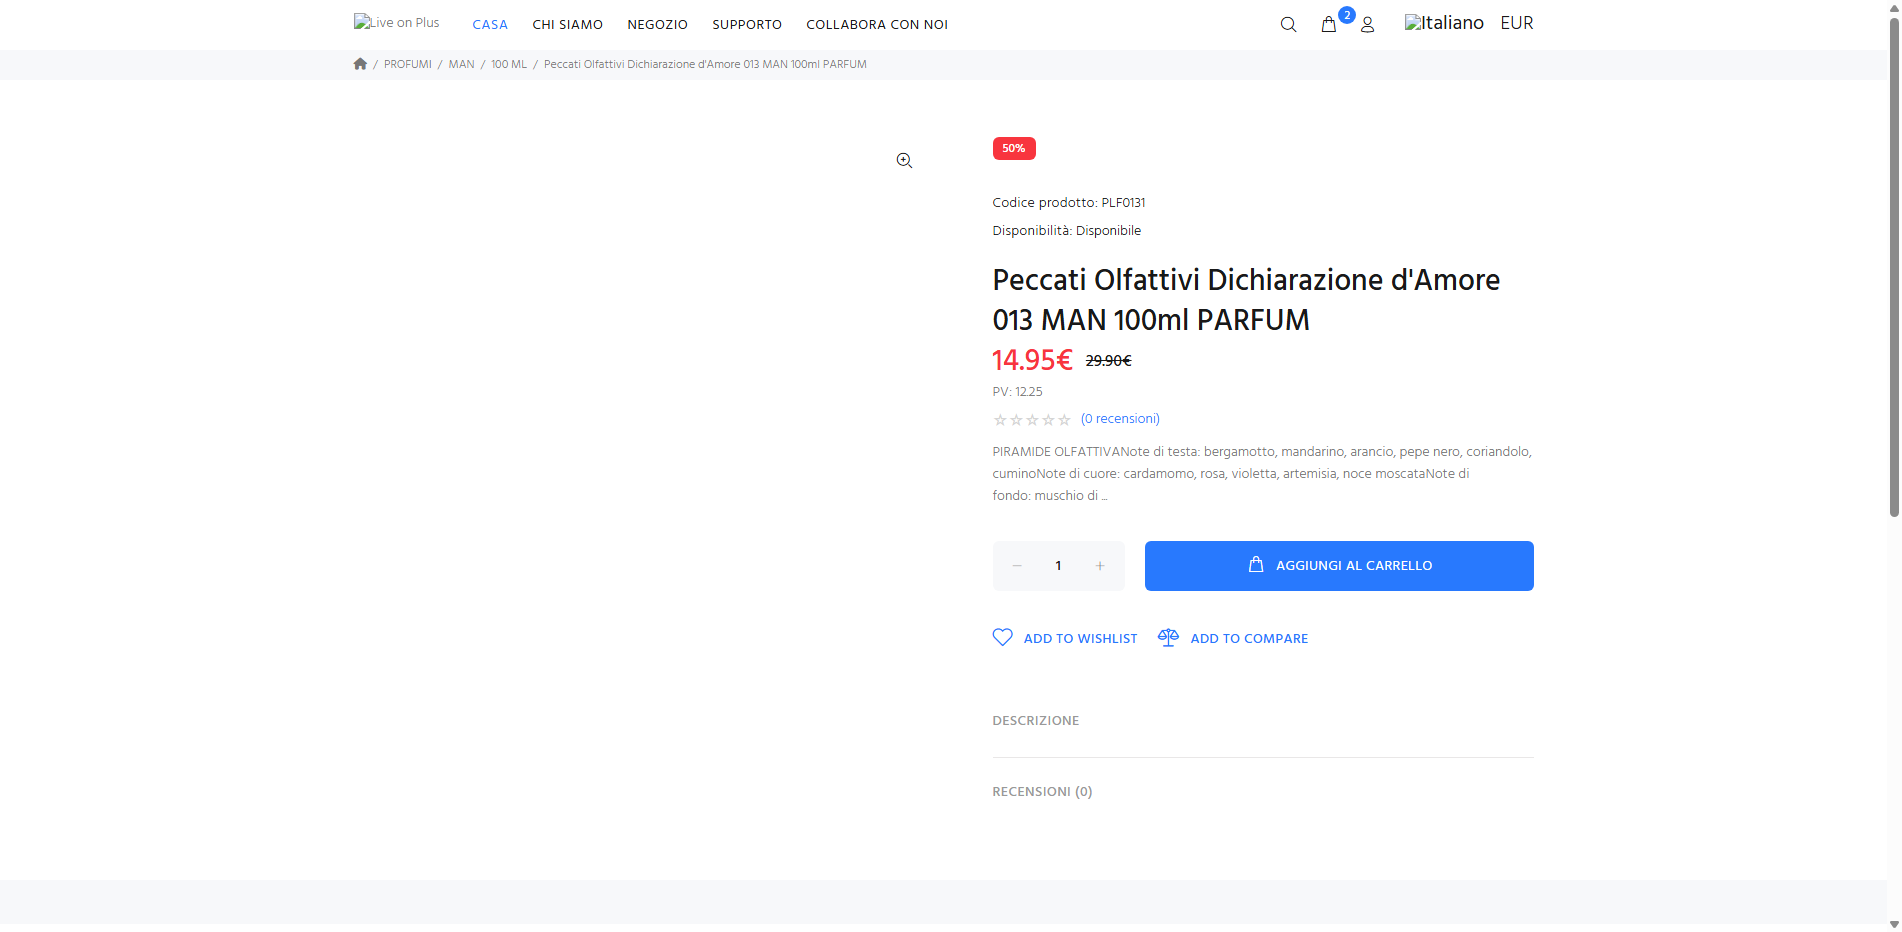 Live on Plus CASA CHI SIAMO NEGOZIO SUPPORTO COLLABORA CON NOI 2 Italiano EUR
/ PROFUMI / MAN / 100 ML / Peccati Olfattivi Dichiarazione d'Amore 013 MAN 100ml PARFUM
50%
Codice prodotto: PLF0131
Disponibilità: Disponibile
Peccati Olfattivi Dichiarazione d'Amore
013 MAN 100ml PARFUM
14.95€ 29.90€
PV: 12.25
(0 recensioni)
PIRAMIDE OLFATTIVANote di testa: bergamotto, mandarino, arancio, pepe nero, coriandolo,
cuminoNote di cuore: cardamomo, rosa, violetta, artemisia, noce moscataNote di
fondo: muschio di ...
− 1 + AGGIUNGI AL CARRELLO
ADD TO WISHLIST ADD TO COMPARE
DESCRIZIONE
RECENSIONI (0)